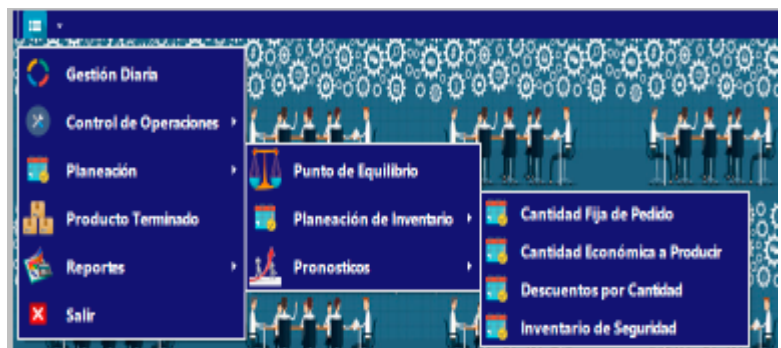 Gestión Diaria
Control de Operaciones
Planeación
Producto Terminado
Reportes
Salir
Punto de Equilibrio
Planeación de Inventario
Pronosticos
Cantidad Fija de Pedido
Cantidad Económica a Producir
Descuentos por Cantidad
Inventario de Seguridad